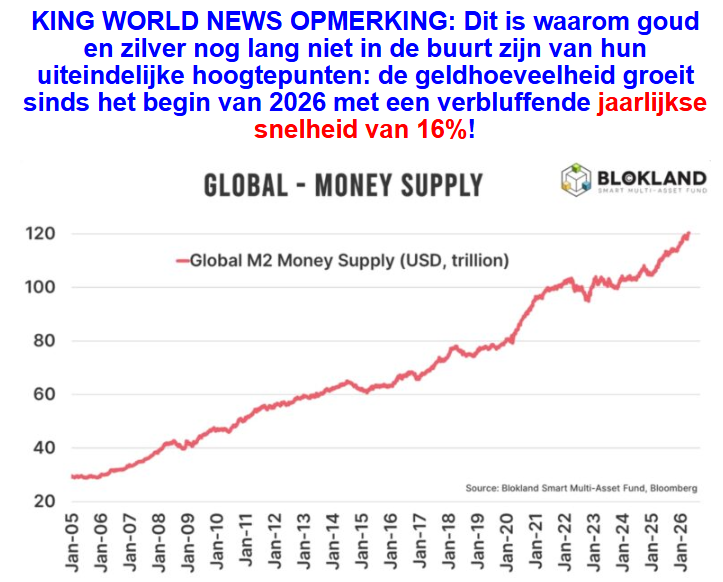 KING WORLD NEWS OPMERKING: Dit is waarom goud
en zilver nog lang niet in de buurt zijn van hun
uiteindelijke hoogtepunten: de geldhoeveelheid groeit
sinds het begin van 2026 met een verbluffende jaarlijkse
snelheid van 16%!
GLOBAL - MONEY SUPPLY
BLOKLAND
SMART MULTI-ASSET FUND
Global M2 Money Supply (USD, trillion)
120
100
80
60
40
20
Source: Blokland Smart Multi-Asset Fund, Bloomberg
Jan-05
Jan-06
Jan-07
Jan-08
Jan-09
Jan-10
Jan-11
Jan-12
Jan-13
Jan-14
Jan-15
Jan-16
Jan-17
Jan-18
Jan-19
Jan-20
Jan-21
Jan-22
Jan-23
Jan-24
Jan-25
Jan-26